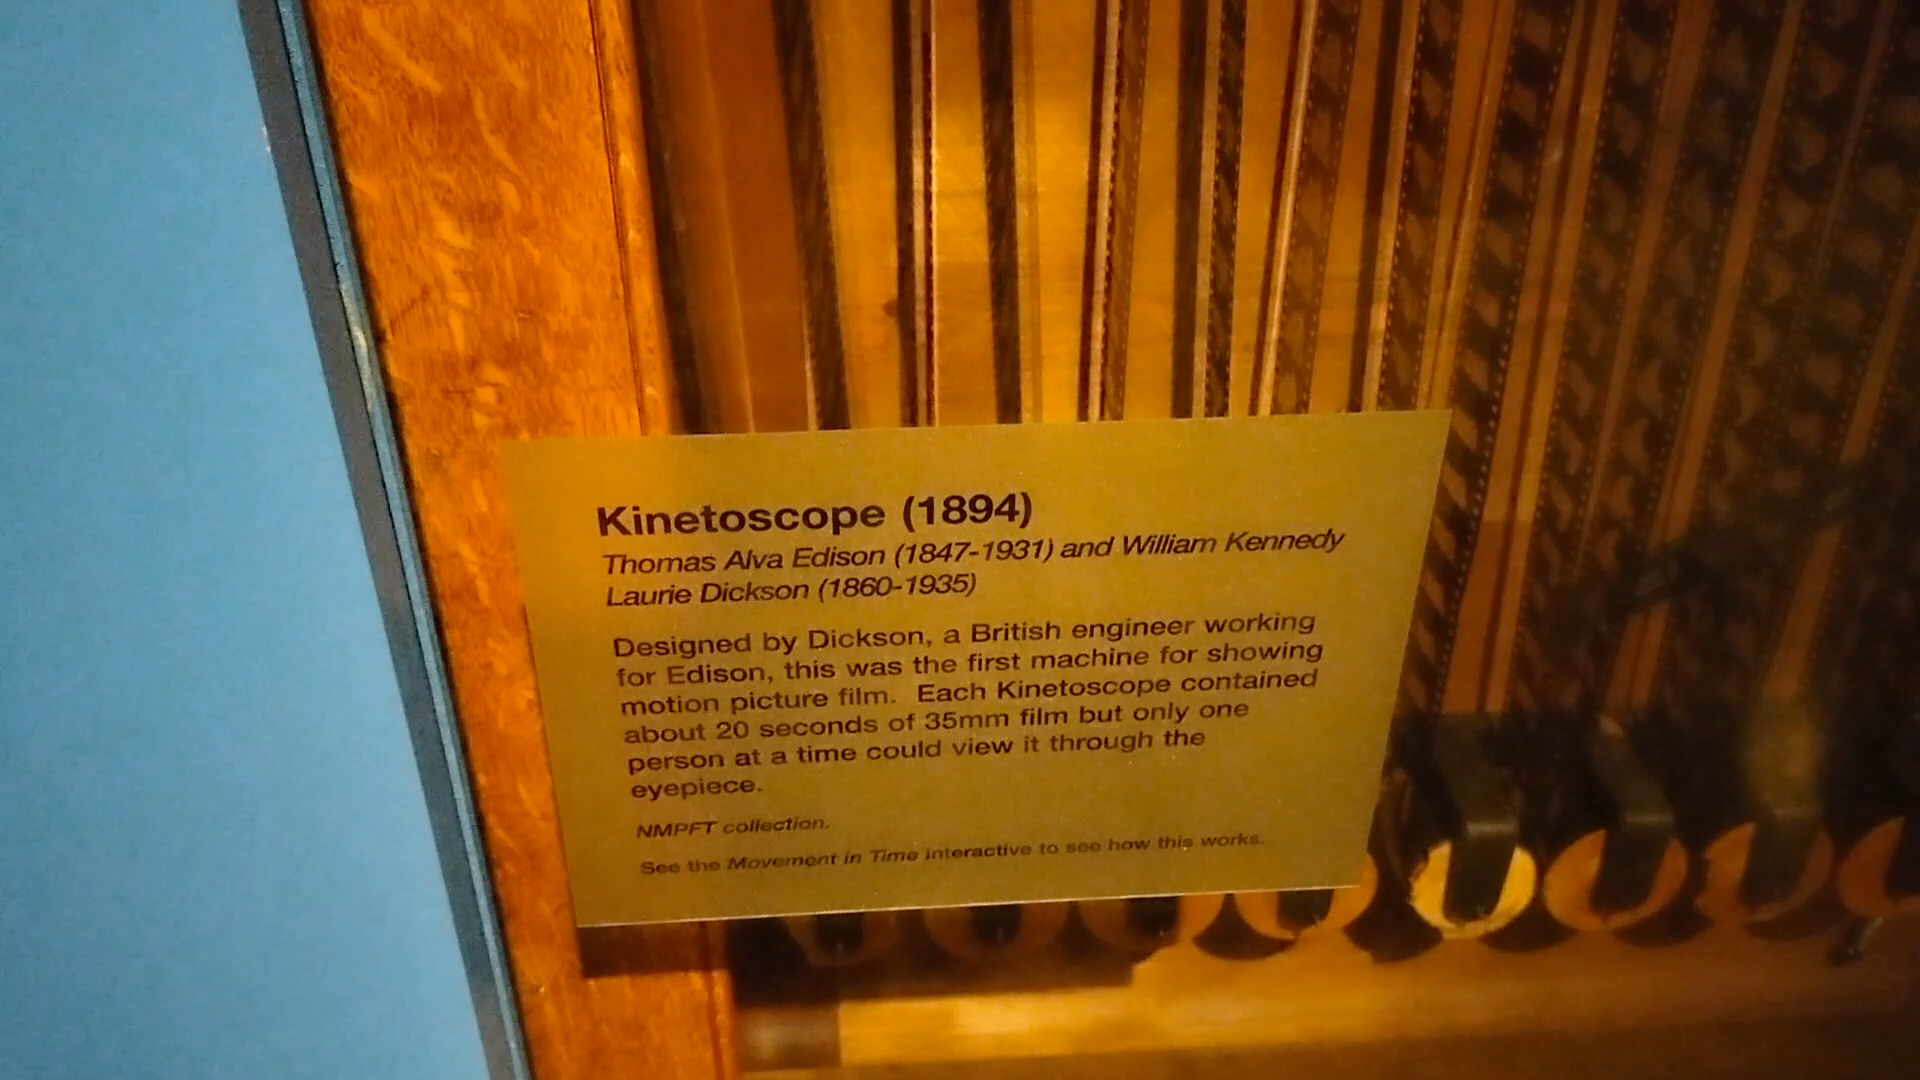 Kinetoscope (1894)
Thomas Alva Edison (1847-1931) and William Kennedy
Laurie Dickson (1860-1935)
Designed by Dickson, a British engineer working
for Edison, this was the first machine for showing
motion picture film. Each Kinetoscope contained
about 20 seconds of 35mm film but only one
person at a time could view it through the
eyepiece.
NMPFT collection.
See the Movement in Time interactive to see how this works.